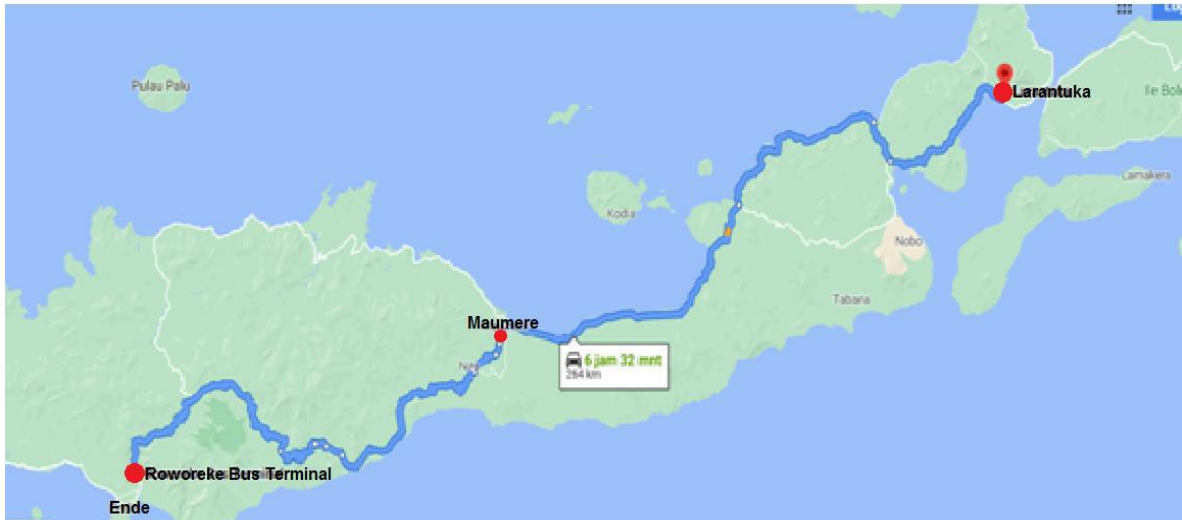 Pulau Palu
Larantuka
Ile Bol
Lamakera
Kodia
Nobo
Tabana
Maumere
6 jam 32 mnt
264 km
Roworeke Bus Terminal
Ende